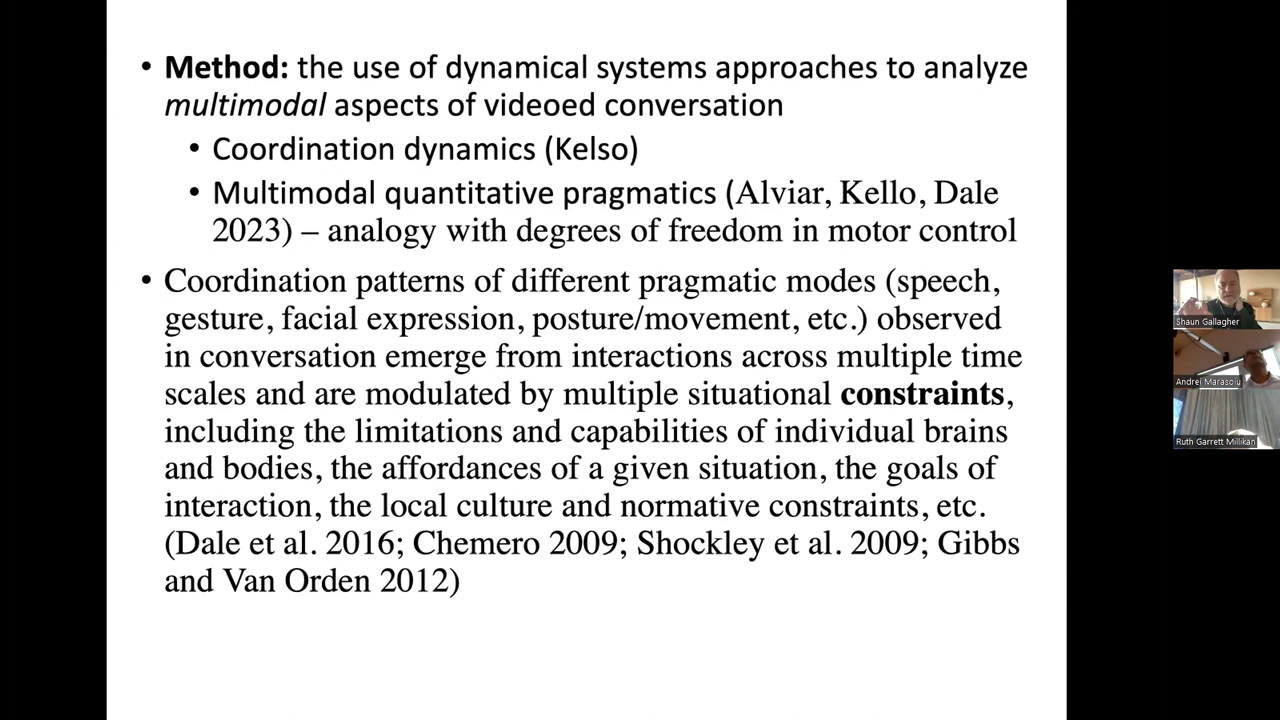 • Method: the use of dynamical systems approaches to analyze
multimodal aspects of videoed conversation
• Coordination dynamics (Kelso)
• Multimodal quantitative pragmatics (Alviar, Kello, Dale
2023) – analogy with degrees of freedom in motor control
• Coordination patterns of different pragmatic modes (speech,
gesture, facial expression, posture/movement, etc.) observed
in conversation emerge from interactions across multiple time
scales and are modulated by multiple situational constraints,
including the limitations and capabilities of individual brains
and bodies, the affordances of a given situation, the goals of
interaction, the local culture and normative constraints, etc.
(Dale et al. 2016; Chemero 2009; Shockley et al. 2009; Gibbs
and Van Orden 2012)
Shaun Gallagher
Andrei Marasoiu
Ruth Garrett Millikan